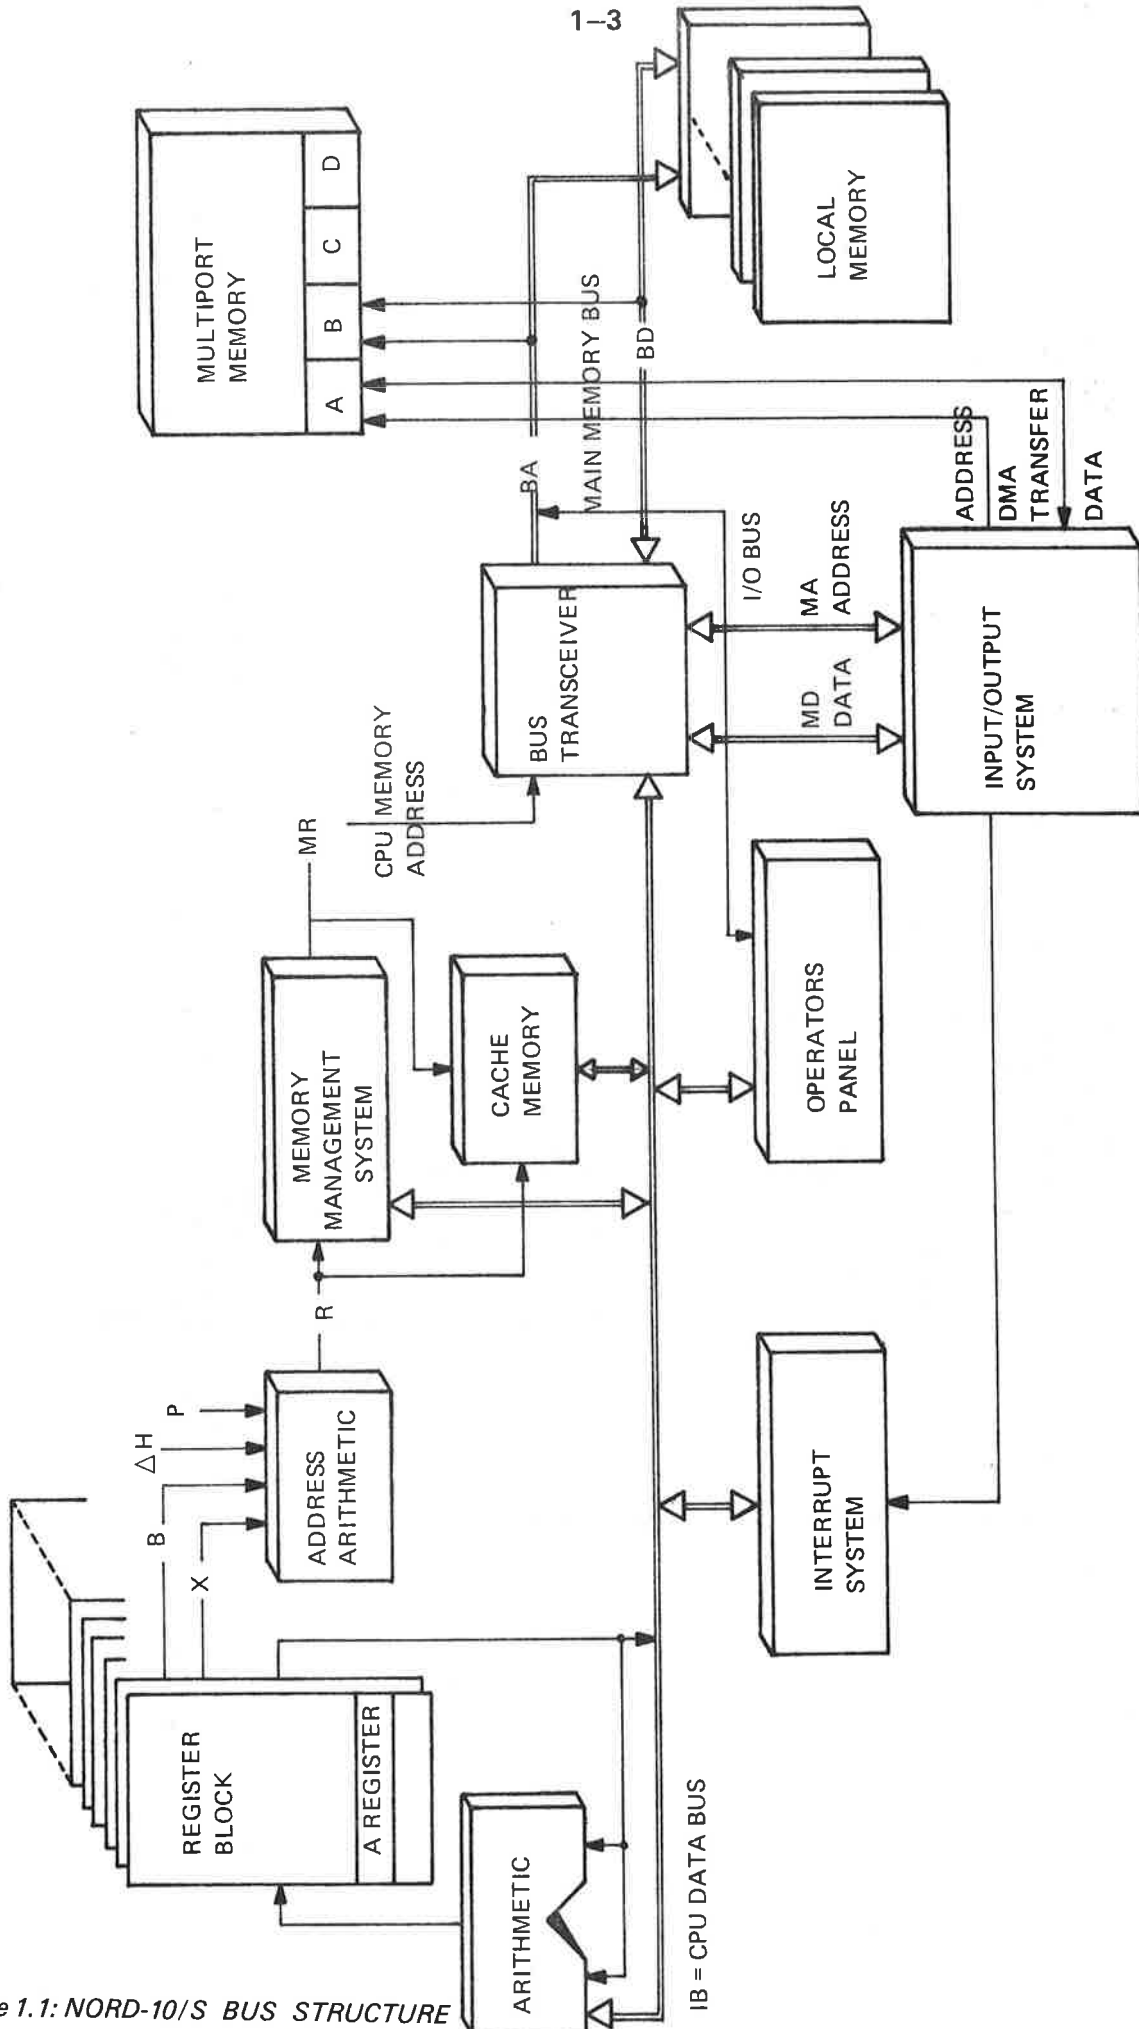 1—3
MULTIPORT
MEMORY
A
B
C
D
LOCAL
MEMORY
BA
MAIN MEMORY BUS
BD
ADDRESS
DMA
TRANSFER
DATA
I/O BUS
MA
ADDRESS
MD
DATA
BUS
TRANSCEIVER
INPUT/OUTPUT
SYSTEM
CPU MEMORY
ADDRESS
MR
MEMORY
MANAGEMENT
SYSTEM
CACHE
MEMORY
OPERATORS
PANEL
R
P
△H
B
X
ADDRESS
ARITHMETIC
INTERRUPT
SYSTEM
REGISTER
BLOCK
A REGISTER
ARITHMETIC
IB = CPU DATA BUS
e 1.1: NORD-10/S BUS STRUCTURE